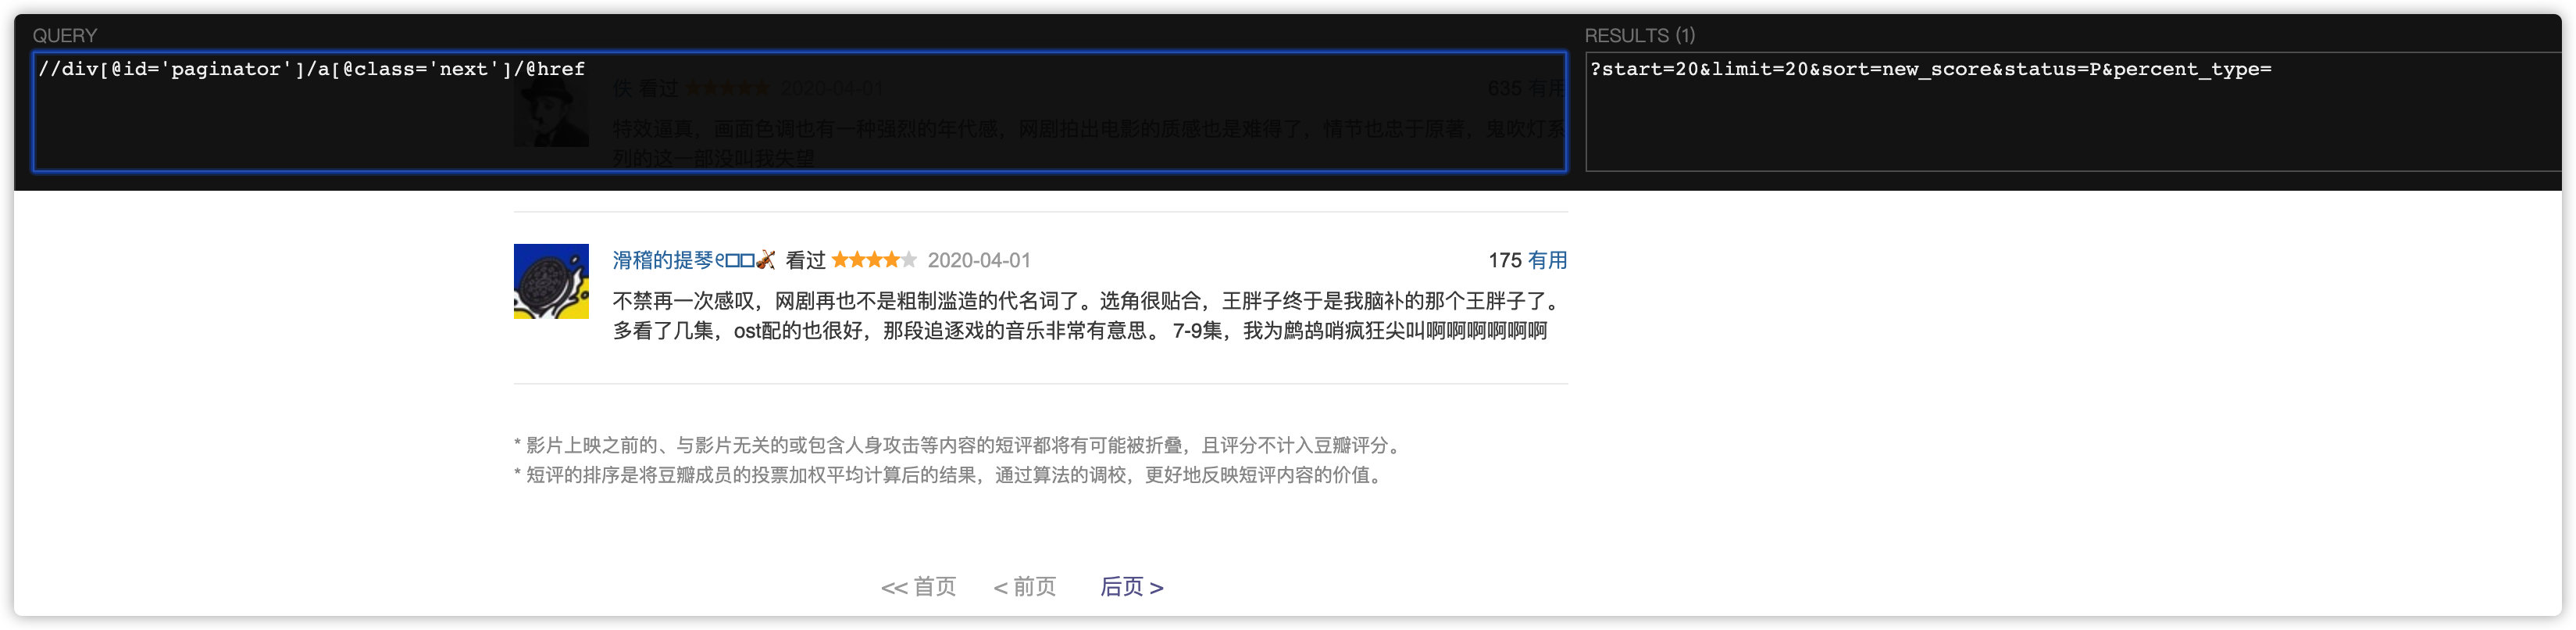 QUERY
RESULTS (1)
//div[@id='paginator']/a[@class='next']/@href
?start=20&limit=20&sort=new_score&status=P&percent_type=
佚 看过 2020-04-01 635 有用
特效逼真，画面色调也有一种强烈的年代感，网剧拍出电影的质感也是难得了，情节也忠于原著，鬼吹灯系
列的这一部没叫我失望
滑稽的提琴 看过 2020-04-01 175 有用
不禁再一次感叹，网剧再也不是粗制滥造的代名词了。选角很贴合，王胖子终于是我脑补的那个王胖子了。
多看了几集，ost配的也很好，那段追逐戏的音乐非常有意思。 7-9集，我为鹧鸪哨疯狂尖叫啊啊啊啊啊啊
* 影片上映之前的、与影片无关的或包含人身攻击等内容的短评都将有可能被折叠，且评分不计入豆瓣评分。
* 短评的排序是将豆瓣成员的投票加权平均计算后的结果，通过算法的调校，更好地反映短评内容的价值。
<< 首页 < 前页 后页 >